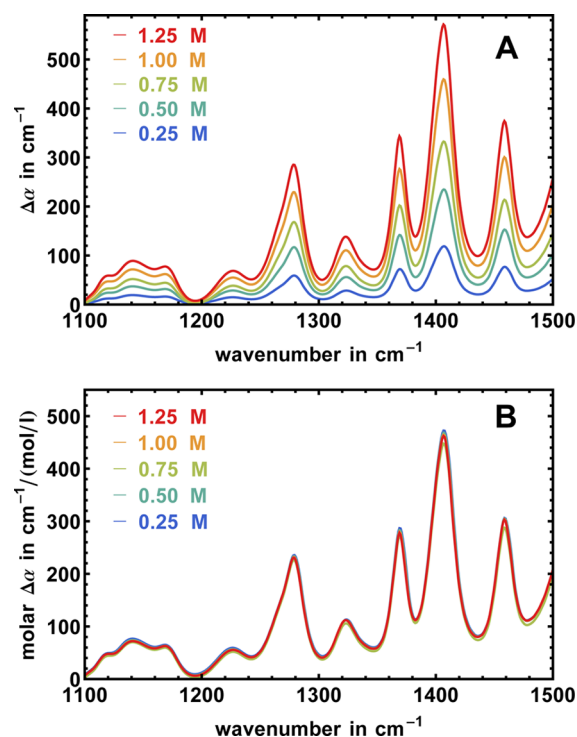 A
— 1.25 M
— 1.00 M
— 0.75 M
— 0.50 M
— 0.25 M
Δα in cm⁻¹
500
400
300
200
100
0
1100 1200 1300 1400 1500
wavenumber in cm⁻¹
B
— 1.25 M
— 1.00 M
— 0.75 M
— 0.50 M
— 0.25 M
molar Δα in cm⁻¹/(mol/l)
500
400
300
200
100
0
1100 1200 1300 1400 1500
wavenumber in cm⁻¹